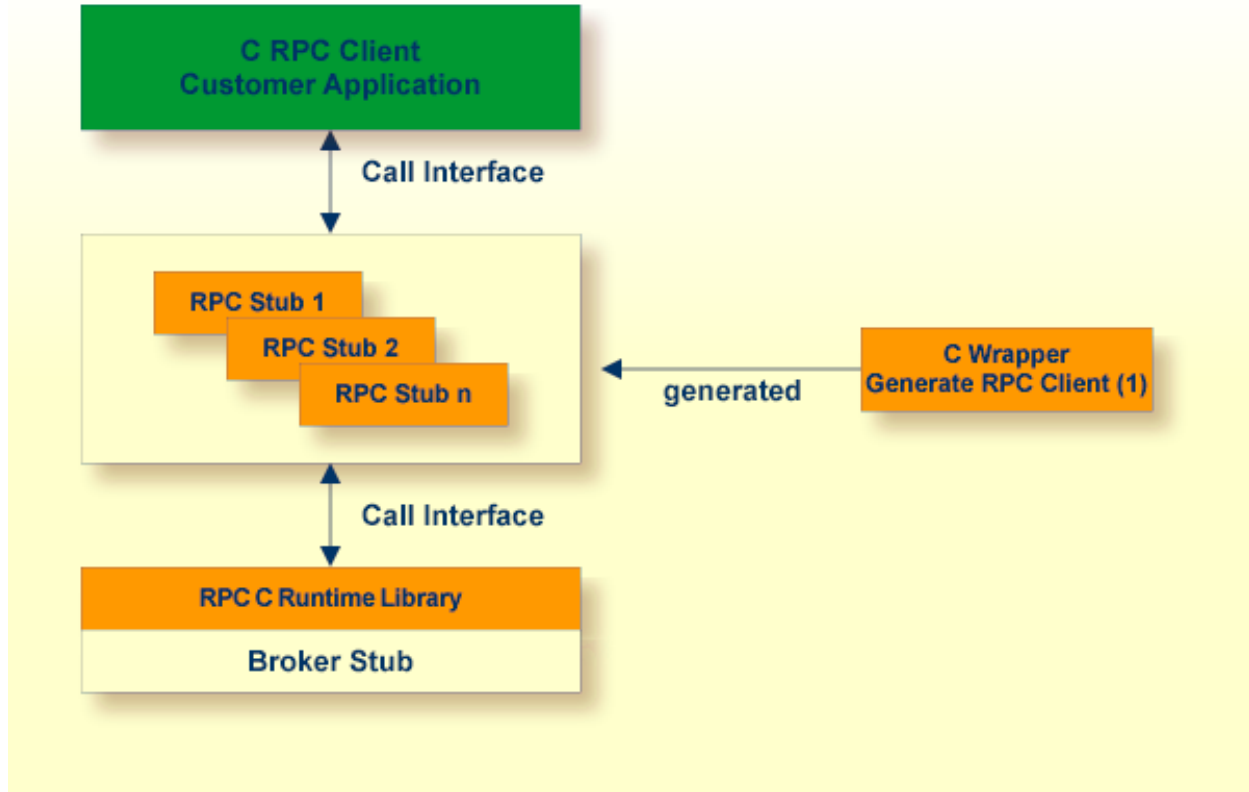 C RPC Client
Customer Application
Call Interface
RPC Stub 1
RPC Stub 2
RPC Stub n
generated
C Wrapper
Generate RPC Client (1)
Call Interface
RPC C Runtime Library
Broker Stub